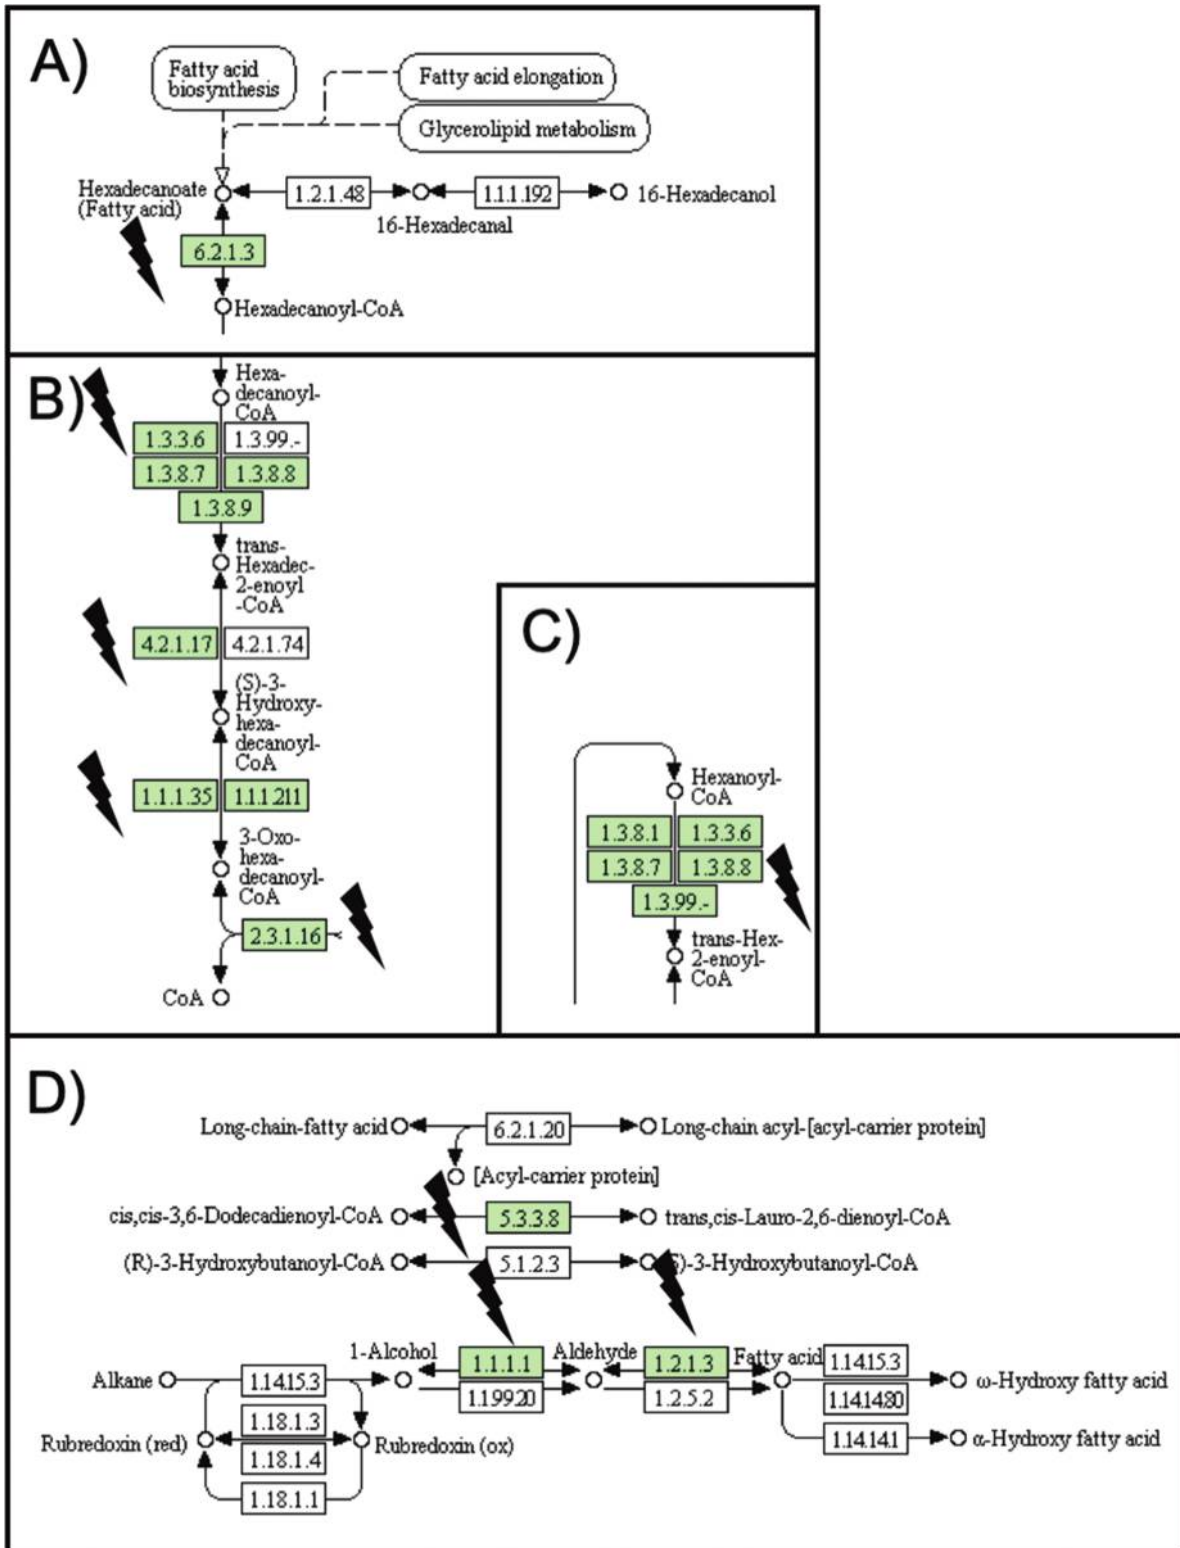 A)
Fatty acid
biosynthesis
Fatty acid elongation
Glycerolipid metabolism
Hexadecanoate
(Fatty acid)
1.2.1.48
1.1.1.192
16-Hexadecanol
16-Hexadecanal
6.2.1.3
Hexadecanoyl-CoA
B)
Hexa-
decanoyl-
CoA
1.3.3.6
1.3.99.-
1.3.8.7
1.3.8.8
1.3.8.9
trans-
Hexadec-
2-enoyl
-CoA
4.2.1.17
4.2.1.74
(S)-3-
Hydroxy-
hexa-
decanoyl-
CoA
1.1.1.35
1.1.1.211
3-Oxo-
hexa-
decanoyl-
CoA
2.3.1.16
CoA
C)
Hexanoyl-
CoA
1.3.8.1
1.3.3.6
1.3.8.7
1.3.8.8
1.3.99.-
trans-Hex-
2-enoyl-
CoA
D)
Long-chain-fatty acid
6.2.1.20
Long-chain acyl-[acyl-carrier protein]
[Acyl-carrier protein]
cis,cis-3,6-Dodecadienoyl-CoA
5.3.3.8
trans,cis-Lauro-2,6-dienoyl-CoA
(R)-3-Hydroxybutanoyl-CoA
5.1.2.3
)-3-Hydroxybutanoyl-CoA
1-Alcohol
1.1.1.1
Aldehyde
1.2.1.3
Fatty acid
1.14.15.3
Alkane
1.14.15.3
1.1.99.20
1.2.5.2
1.14.14.80
ω-Hydroxy fatty acid
1.18.1.3
Rubredoxin (red)
Rubredoxin (ox)
1.14.14.1
α-Hydroxy fatty acid
1.18.1.4
1.18.1.1